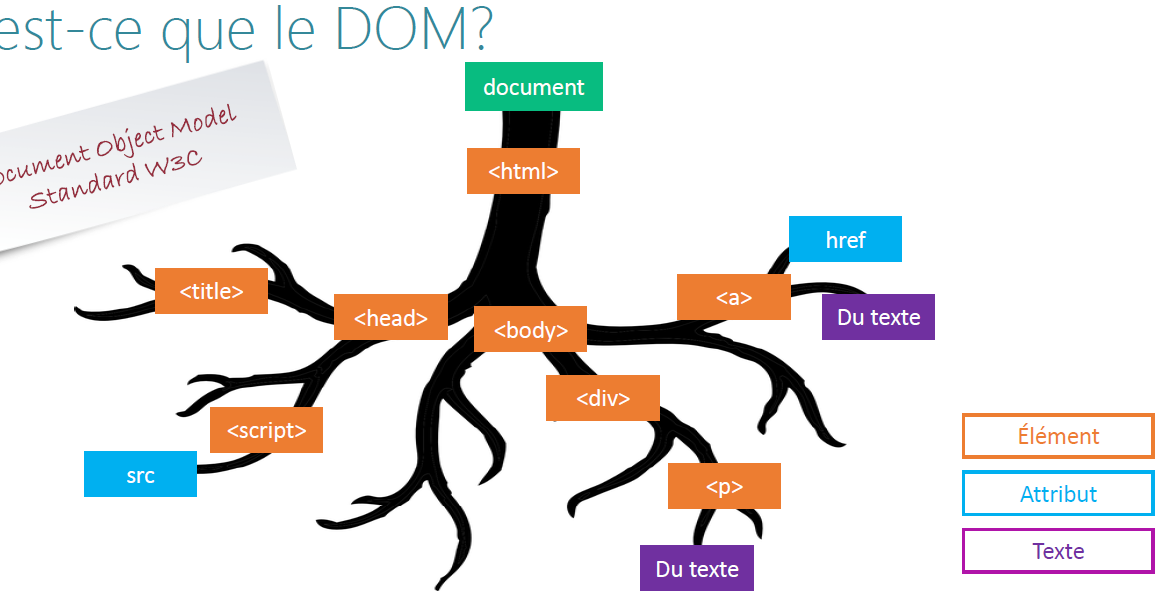 est-ce que le DOM?
ocument Object Model
Standard W3C
document
<html>
href
<title>
<head>
<body>
<a>
Du texte
<div>
<script>
src
<p>
Du texte
Élément
Attribut
Texte